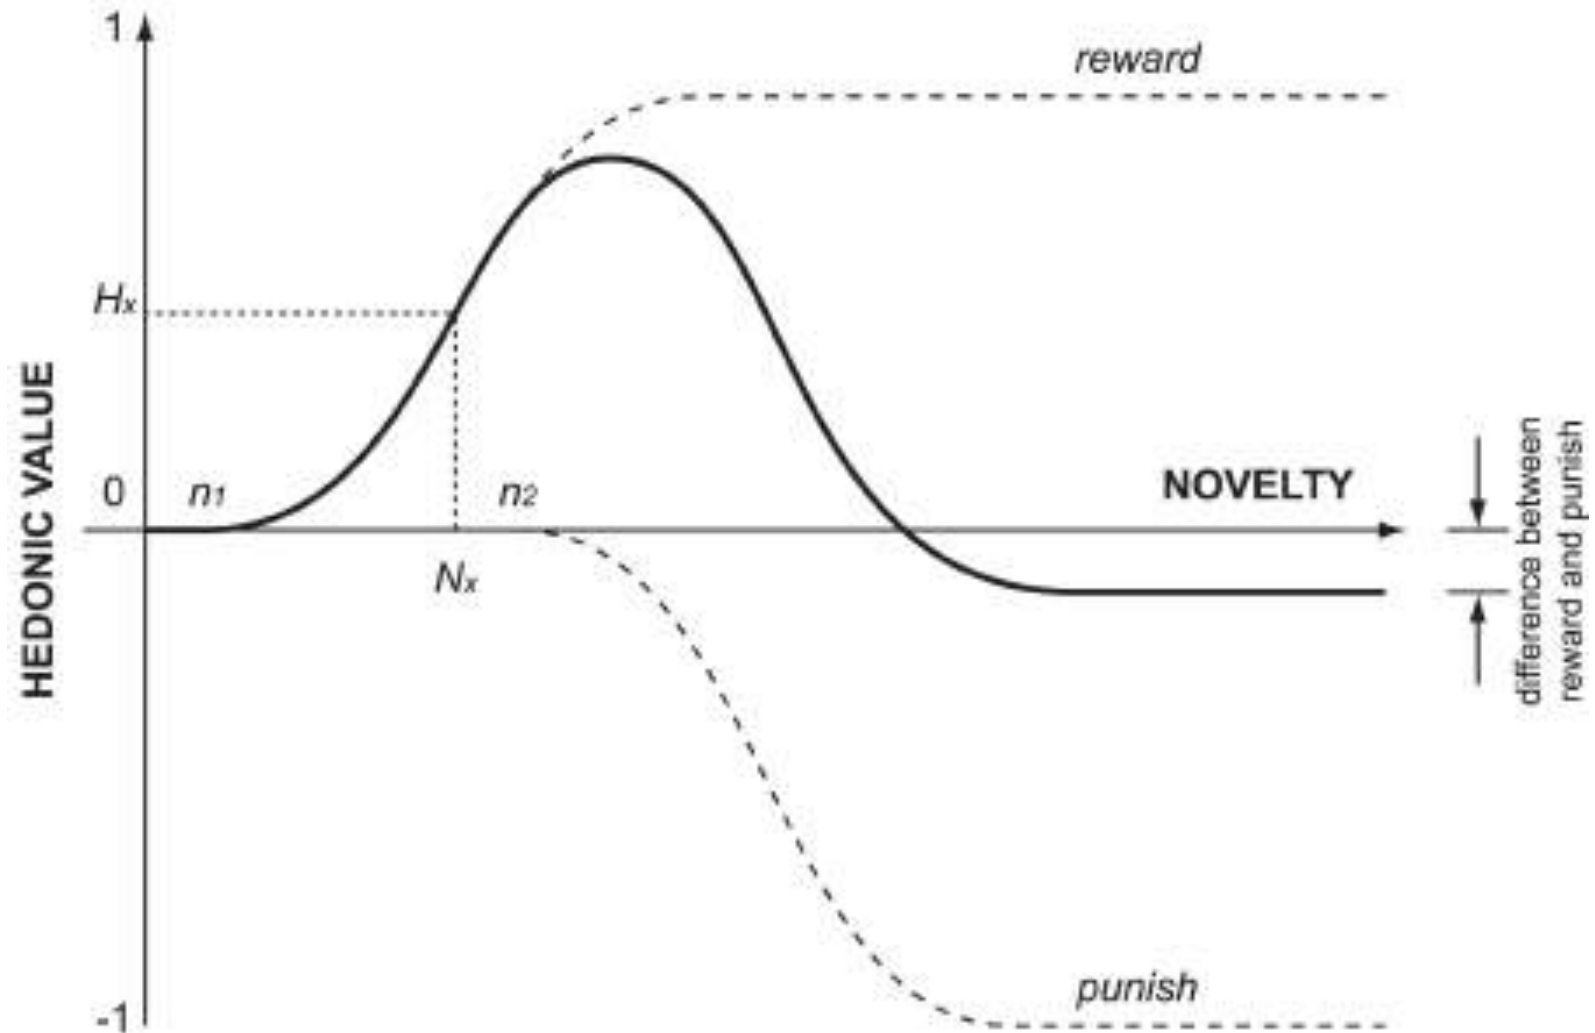 1
reward
Hx
HEDONIC VALUE
0
n1
n2
NOVELTY
Nx
difference between
reward and punish
punish
-1